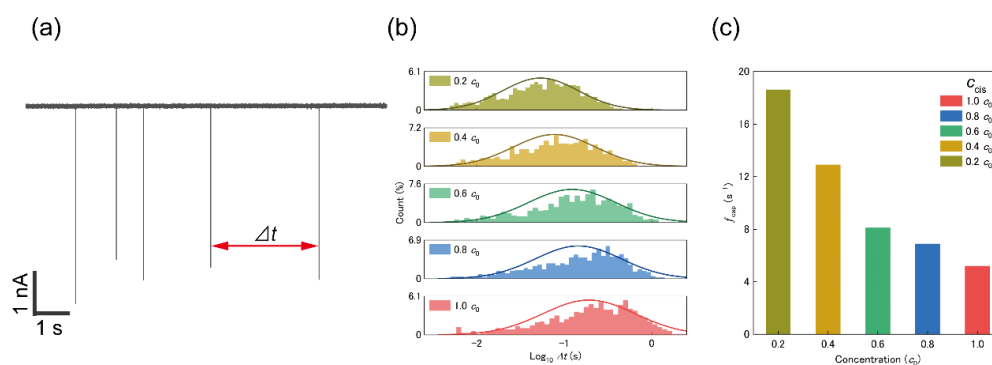 (a)
Δt
1 nA
1 s
(b)
6.1
0.2 c₀
0
7.2
0.4 c₀
0
7.6
0.6 c₀
0
6.9
0.8 c₀
0
6.1
1.0 c₀
0
Count (%)
-2 -1 0
Log₁₀ Δt (s)
(c)
20
16
12
8
4
0
f cap (s⁻¹)
c cis
1.0 c₀
0.8 c₀
0.6 c₀
0.4 c₀
0.2 c₀
0.2 0.4 0.6 0.8 1.0
Concentration (c₀)